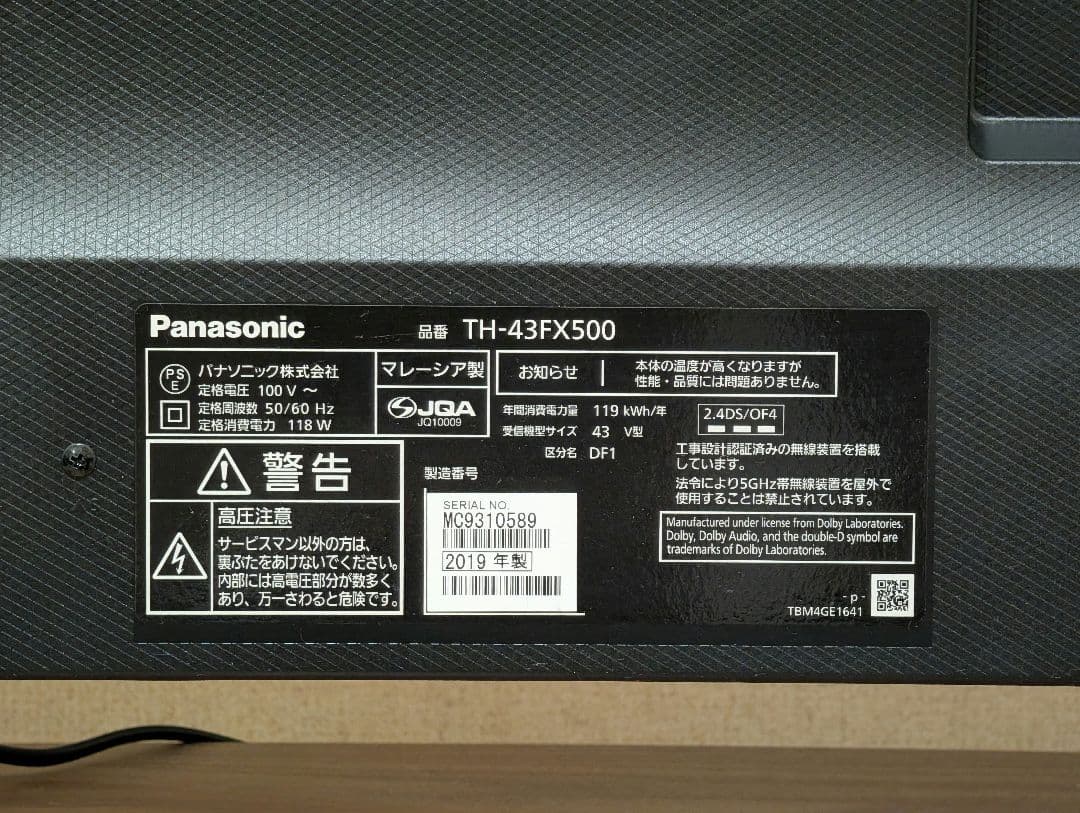 Panasonic
品番 TH-43FX500
PS
E
パナソニック株式会社
定格電圧 100 V ～
定格周波数 50/60 Hz
定格消費電力 118 W
マレーシア製
JQA
JQ10009
お知らせ
本体の温度が高くなりますが
性能・品質には問題ありません。
年間消費電力量 119 kWh/年
受信機型サイズ 43 V型
区分名 DF1
2.4DS/OF4
工事設計認証済みの無線装置を搭載
しています。
法令により5GHz帯無線装置を屋外で
使用することは禁止されています。
警告
高圧注意
サービスマン以外の方は、
裏ぶたをあけないでください。
内部には高電圧部分が数多く
あり、万一さわると危険です。
製造番号
SERIAL NO.
MC9310589
2019 年製
Manufactured under license from Dolby Laboratories.
Dolby, Dolby Audio, and the double-D symbol are
trademarks of Dolby Laboratories.
- p -
TBM4GE1641